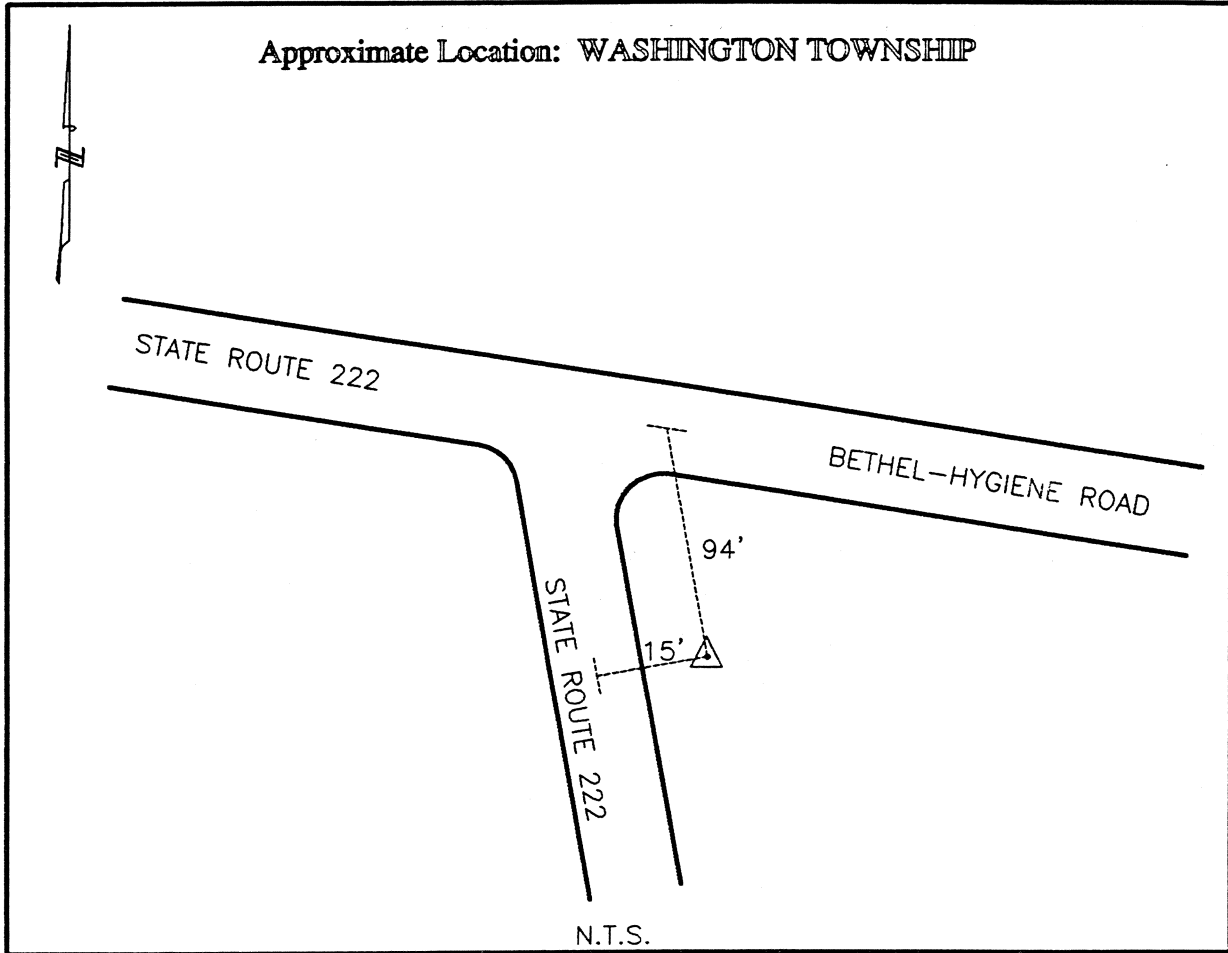 Approximate Location: WASHINGTON TOWNSHIP
N
STATE ROUTE 222
BETHEL-HYGIENE ROAD
94'
15'
STATE ROUTE 222
N.T.S.